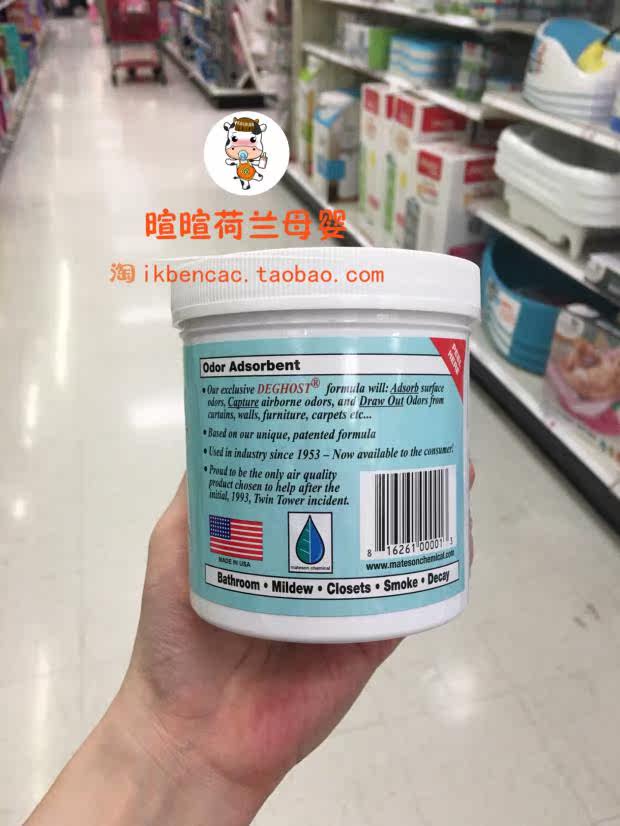 暄暄荷兰母婴
淘 ikbencac.taobao.com
Odor Adsorbent
PEEL HERE
• Our exclusive DEGHOST® formula will: Adsorb surface
odors, Capture airborne odors, and Draw Out Odors from
curtains, walls, furniture, carpets etc...
• Based on our unique, patented formula
• Used in industry since 1953 – Now available to the consumer!
• Proud to be the only air quality
product chosen to help after the
initial, 1993, Twin Tower incident.
8 16261 00001 3
MADE IN USA
mateson chemical
www.matesonchemical.com
Bathroom • Mildew • Closets • Smoke • Decay